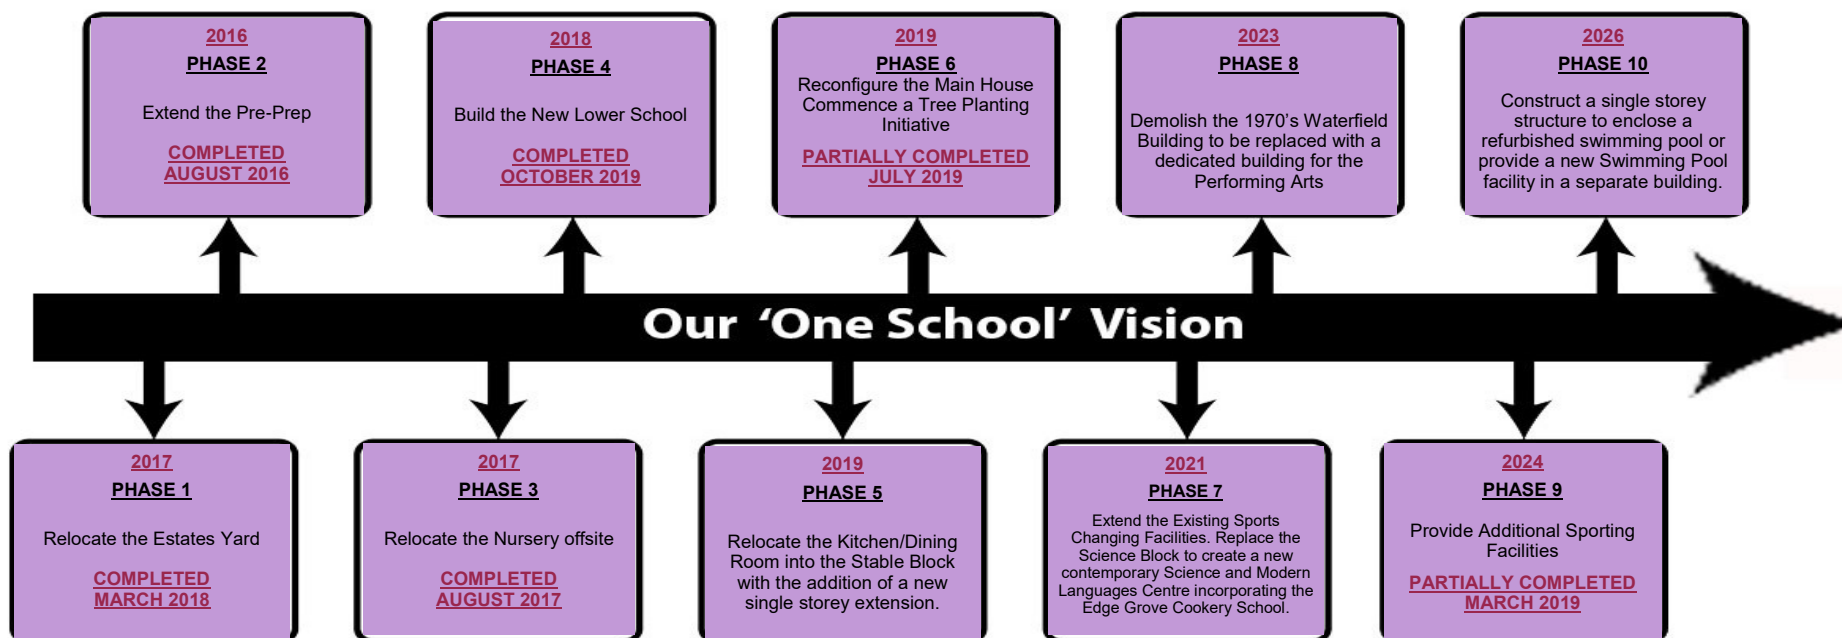 2016
PHASE 2
Extend the Pre-Prep
COMPLETED
AUGUST 2016
2018
PHASE 4
Build the New Lower School
COMPLETED
OCTOBER 2019
2019
PHASE 6
Reconfigure the Main House
Commence a Tree Planting
Initiative
PARTIALLY COMPLETED
JULY 2019
2023
PHASE 8
Demolish the 1970's Waterfield
Building to be replaced with a
dedicated building for the
Performing Arts
2026
PHASE 10
Construct a single storey
structure to enclose a
refurbished swimming pool or
provide a new Swimming Pool
facility in a separate building.
Our ‘One School’ Vision
2017
PHASE 1
Relocate the Estates Yard
COMPLETED
MARCH 2018
2017
PHASE 3
Relocate the Nursery offsite
COMPLETED
AUGUST 2017
2019
PHASE 5
Relocate the Kitchen/Dining
Room into the Stable Block
with the addition of a new
single storey extension.
2021
PHASE 7
Extend the Existing Sports
Changing Facilities. Replace the
Science Block to create a new
contemporary Science and Modern
Languages Centre incorporating the
Edge Grove Cookery School.
2024
PHASE 9
Provide Additional Sporting
Facilities
PARTIALLY COMPLETED
MARCH 2019